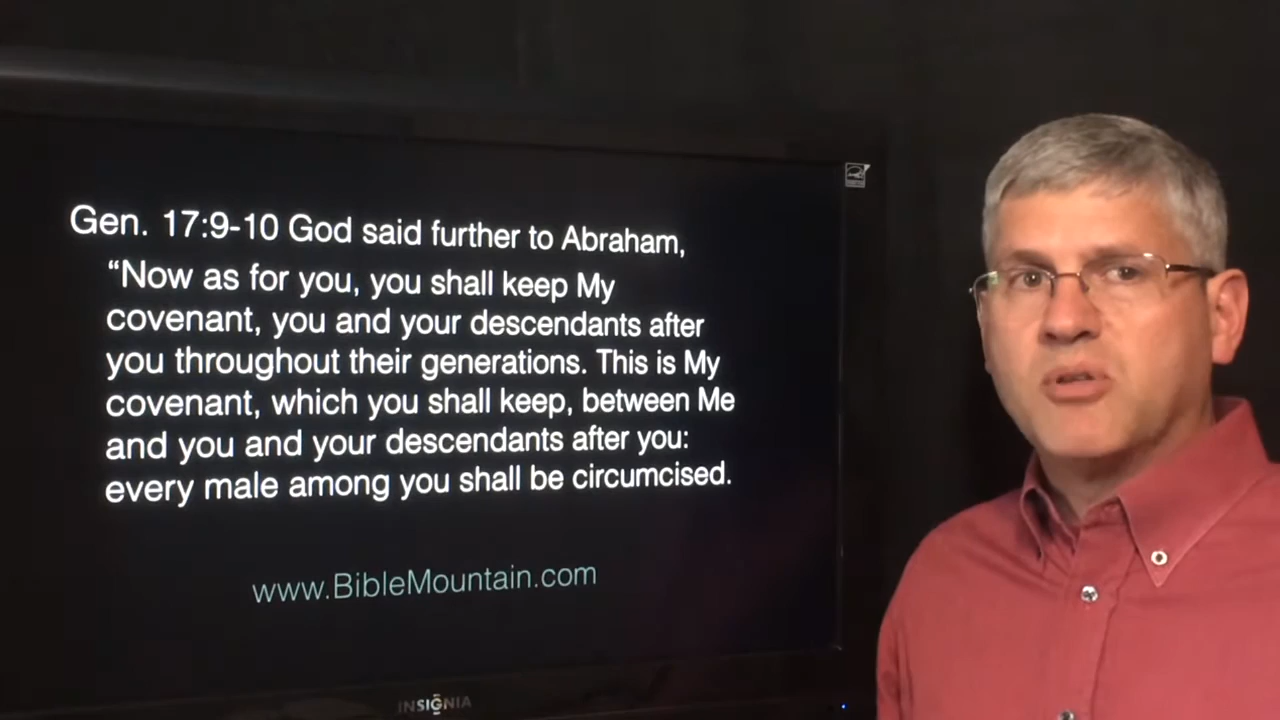 Gen. 17:9-10 God said further to Abraham,
“Now as for you, you shall keep My
covenant, you and your descendants after
you throughout their generations. This is My
covenant, which you shall keep, between Me
and you and your descendants after you:
every male among you shall be circumcised.
www.BibleMountain.com
INSIGNIA